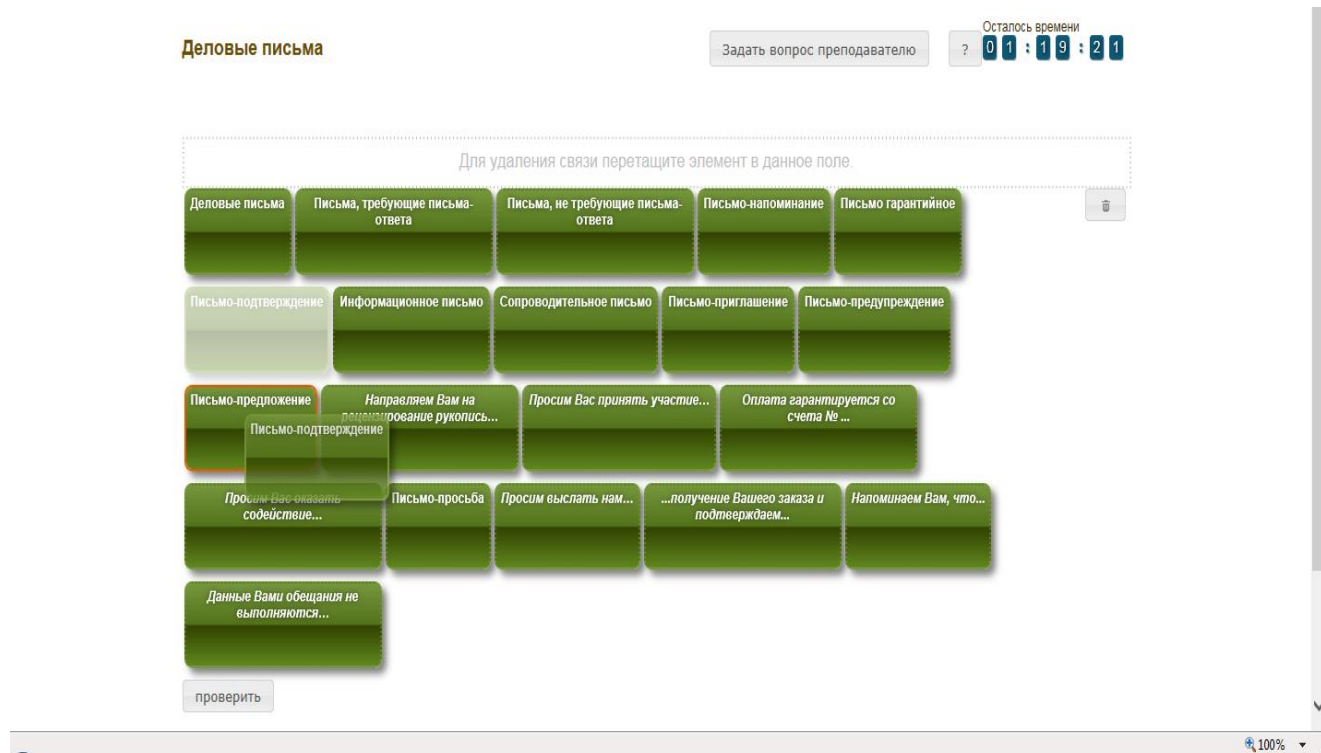 Осталось времени
Деловые письма
Задать вопрос преподавателю
?
01:19:21
Для удаления связи перетащите элемент в данное поле.
Деловые письма
Письма, требующие письма-
ответа
Письма, не требующие письма-
ответа
Письмо-напоминание
Письмо гарантийное
Письмо-подтверждение
Информационное письмо
Сопроводительное письмо
Письмо-приглашение
Письмо-предупреждение
Письмо-предложение
Направляем Вам на
рецензирование рукопись...
Просим Вас принять участие...
Оплата гарантируется со
счета № ...
Письмо-подтверждение
Просим Вас оказать
содействие...
Письмо-просьба
Просим выслать нам...
...получение Вашего заказа и
подтверждаем...
Напоминаем Вам, что...
Данные Вами обещания не
выполняются...
проверить
100%